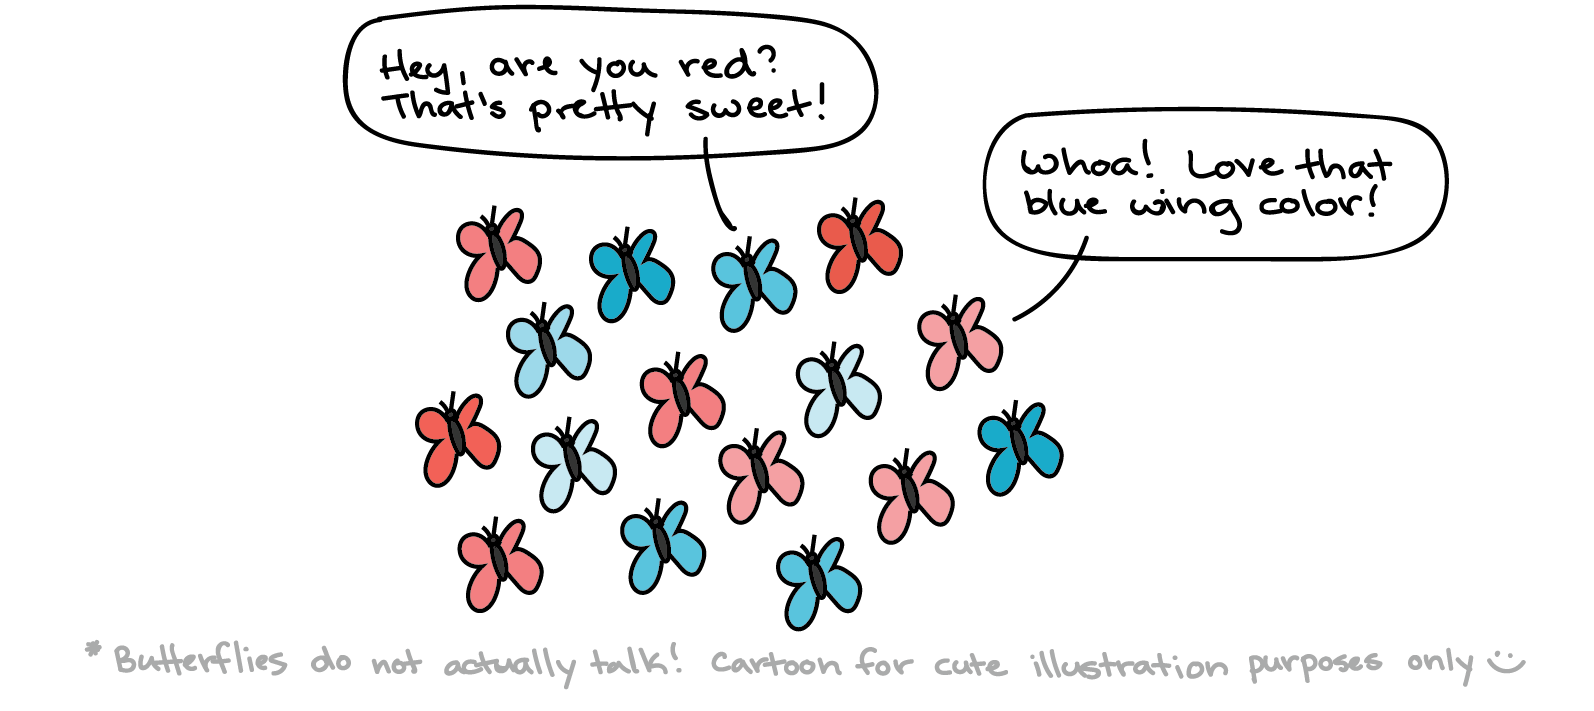 Hey, are you red?
That's pretty sweet!
Whoa! Love that
blue wing color!
* Butterflies do not actually talk! Cartoon for cute illustration purposes only